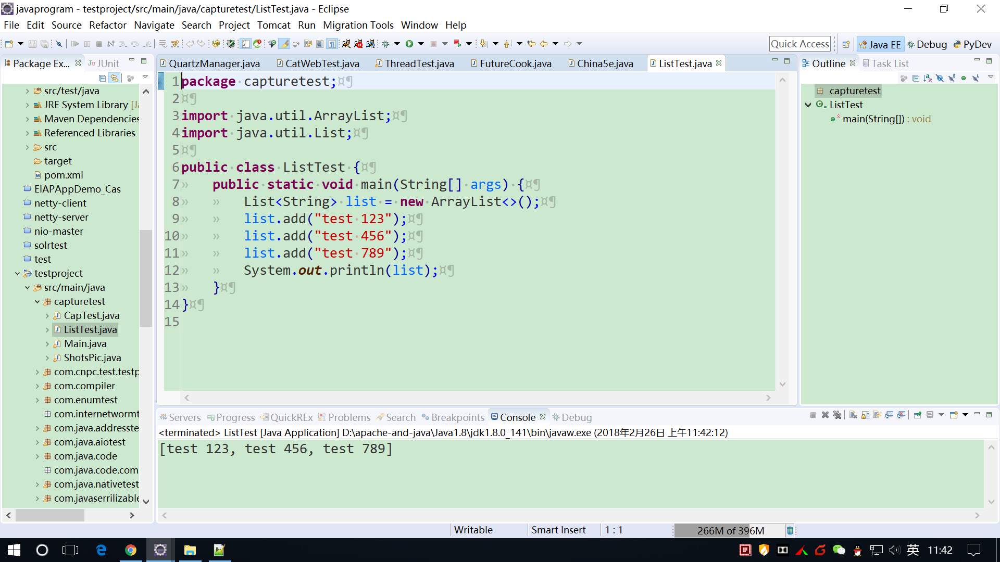 javaprogram - testproject/src/main/java/capturetest/ListTest.java - Eclipse
File Edit Source Refactor Navigate Search Project Tomcat Run Migration Tools Window Help
Quick Access Java EE Debug PyDev
Package Ex... JUnit
src/test/java
JRE System Library [Ja
Maven Dependencies
Referenced Libraries
src
target
pom.xml
EIAPAppDemo_Cas
netty-client
netty-server
nio-master
solrtest
test
testproject
src/main/java
capturetest
CapTest.java
ListTest.java
Main.java
ShotsPic.java
com.cnpc.test.testp
com.compiler
com.enumtest
com.internetwormt
com.java.addresste
com.java.aiotest
com.java.code
com.java.code.com
com.java.nativetest
com.javaserrilizable
QuartzManager.java CatWebTest.java ThreadTest.java FutureCook.java China5e.java ListTest.java
1 package·capturetest;¤¶
2 ¤¶
3 import·java.util.ArrayList;¤¶
4 import·java.util.List;¤¶
5 ¤¶
6 public·class·ListTest·{¤¶
7 » public·static·void·main(String[]·args)·{¤¶
8 » » List<String>·list·=·new·ArrayList<>();¤¶
9 » » list.add("test·123");¤¶
10 » » list.add("test·456");¤¶
11 » » list.add("test·789");¤¶
12 » » System.out.println(list);¤¶
13 » }¤¶
14 }¤¶
15
Outline Task List
capturetest
ListTest
main(String[]) : void
Servers Progress QuickREx Problems Search Breakpoints Console Debug
<terminated> ListTest [Java Application] D:\apache-and-java\Java1.8\jdk1.8.0_141\bin\javaw.exe (2018年2月26日 上午11:42:12)
[test 123, test 456, test 789]
Writable Smart Insert 1 : 1 266M of 396M
英 11:42